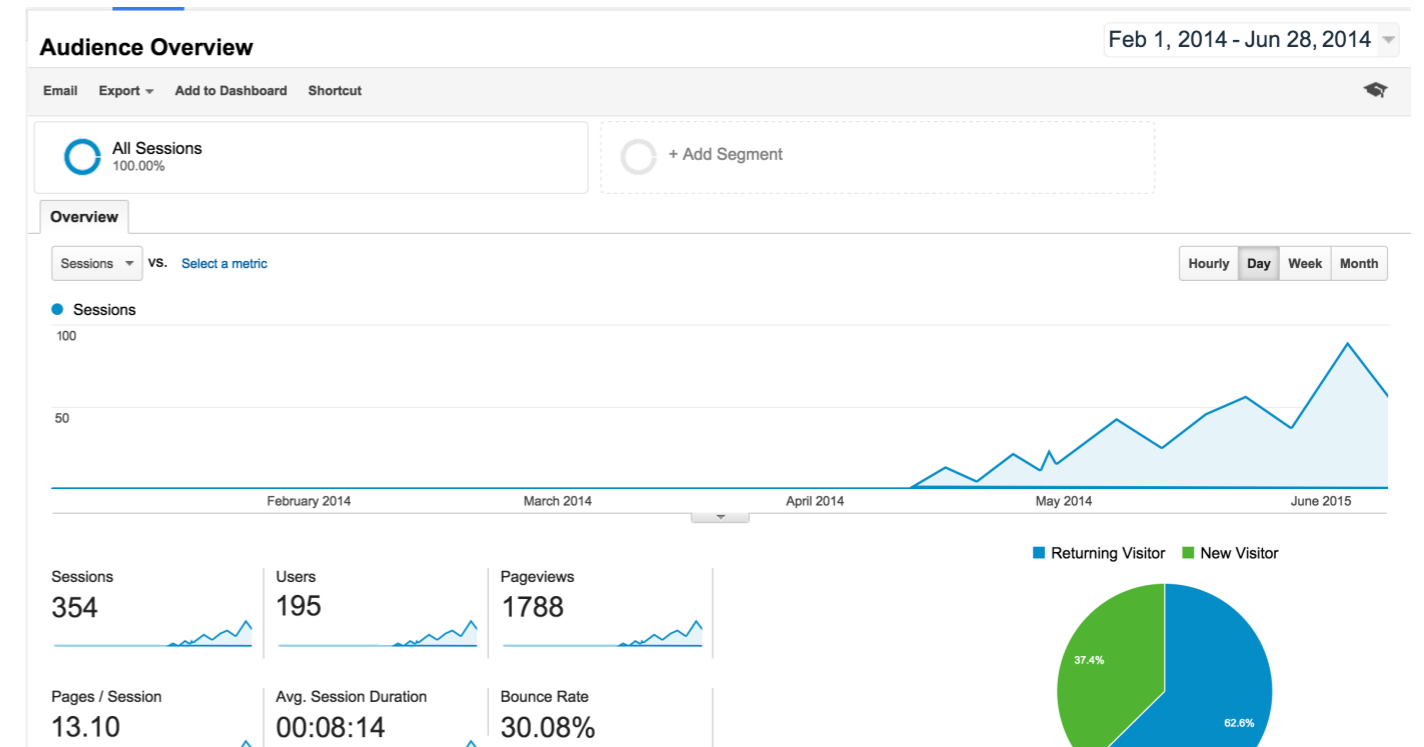 Audience Overview
Feb 1, 2014 - Jun 28, 2014
Email Export Add to Dashboard Shortcut
All Sessions
100.00%
+ Add Segment
Overview
Sessions vs. Select a metric
Hourly Day Week Month
Sessions
100
50
February 2014 March 2014 April 2014 May 2014 June 2015
Returning Visitor New Visitor
Sessions Users Pageviews
354 195 1788
37.4%
62.6%
Pages / Session Avg. Session Duration Bounce Rate
13.10 00:08:14 30.08%